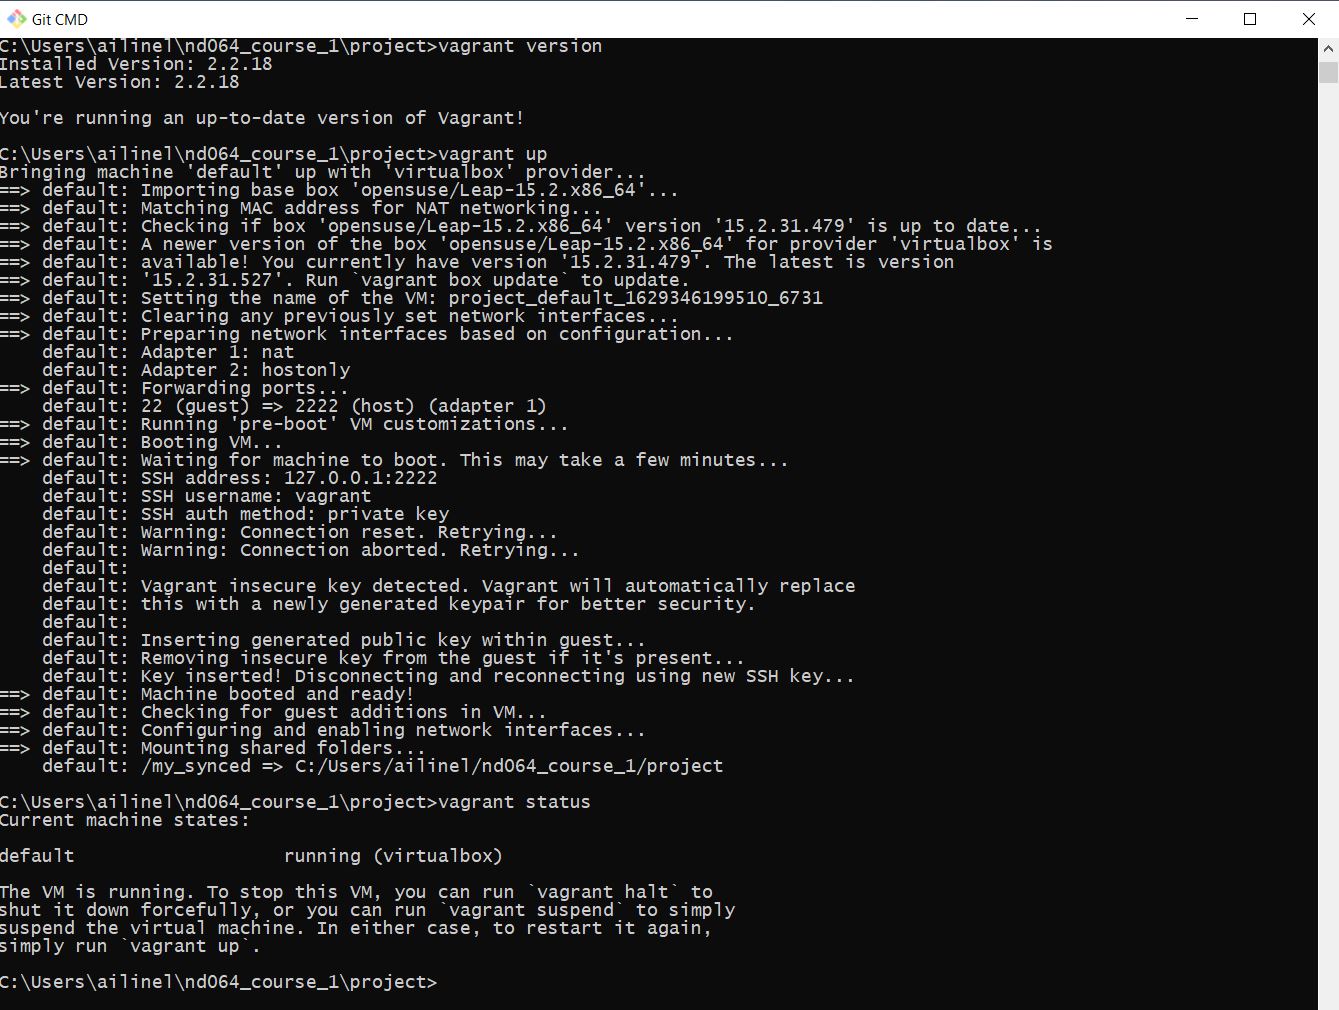 Git CMD
C:\Users\ailinel\nd064_course_1\project>vagrant version
Installed Version: 2.2.18
Latest Version: 2.2.18
You're running an up-to-date version of Vagrant!
C:\Users\ailinel\nd064_course_1\project>vagrant up
Bringing machine 'default' up with 'virtualbox' provider...
==> default: Importing base box 'opensuse/Leap-15.2.x86_64'...
==> default: Matching MAC address for NAT networking...
==> default: Checking if box 'opensuse/Leap-15.2.x86_64' version '15.2.31.479' is up to date...
==> default: A newer version of the box 'opensuse/Leap-15.2.x86_64' for provider 'virtualbox' is
==> default: available! You currently have version '15.2.31.479'. The latest is version
==> default: '15.2.31.527'. Run `vagrant box update` to update.
==> default: Setting the name of the VM: project_default_1629346199510_6731
==> default: Clearing any previously set network interfaces...
==> default: Preparing network interfaces based on configuration...
    default: Adapter 1: nat
    default: Adapter 2: hostonly
==> default: Forwarding ports...
    default: 22 (guest) => 2222 (host) (adapter 1)
==> default: Running 'pre-boot' VM customizations...
==> default: Booting VM...
==> default: Waiting for machine to boot. This may take a few minutes...
    default: SSH address: 127.0.0.1:2222
    default: SSH username: vagrant
    default: SSH auth method: private key
    default: Warning: Connection reset. Retrying...
    default: Warning: Connection aborted. Retrying...
    default:
    default: Vagrant insecure key detected. Vagrant will automatically replace
    default: this with a newly generated keypair for better security.
    default:
    default: Inserting generated public key within guest...
    default: Removing insecure key from the guest if it's present...
    default: Key inserted! Disconnecting and reconnecting using new SSH key...
==> default: Machine booted and ready!
==> default: Checking for guest additions in VM...
==> default: Configuring and enabling network interfaces...
==> default: Mounting shared folders...
    default: /my_synced => C:/Users/ailinel/nd064_course_1/project
C:\Users\ailinel\nd064_course_1\project>vagrant status
Current machine states:
default                   running (virtualbox)
The VM is running. To stop this VM, you can run `vagrant halt` to
shut it down forcefully, or you can run `vagrant suspend` to simply
suspend the virtual machine. In either case, to restart it again,
simply run `vagrant up`.
C:\Users\ailinel\nd064_course_1\project>